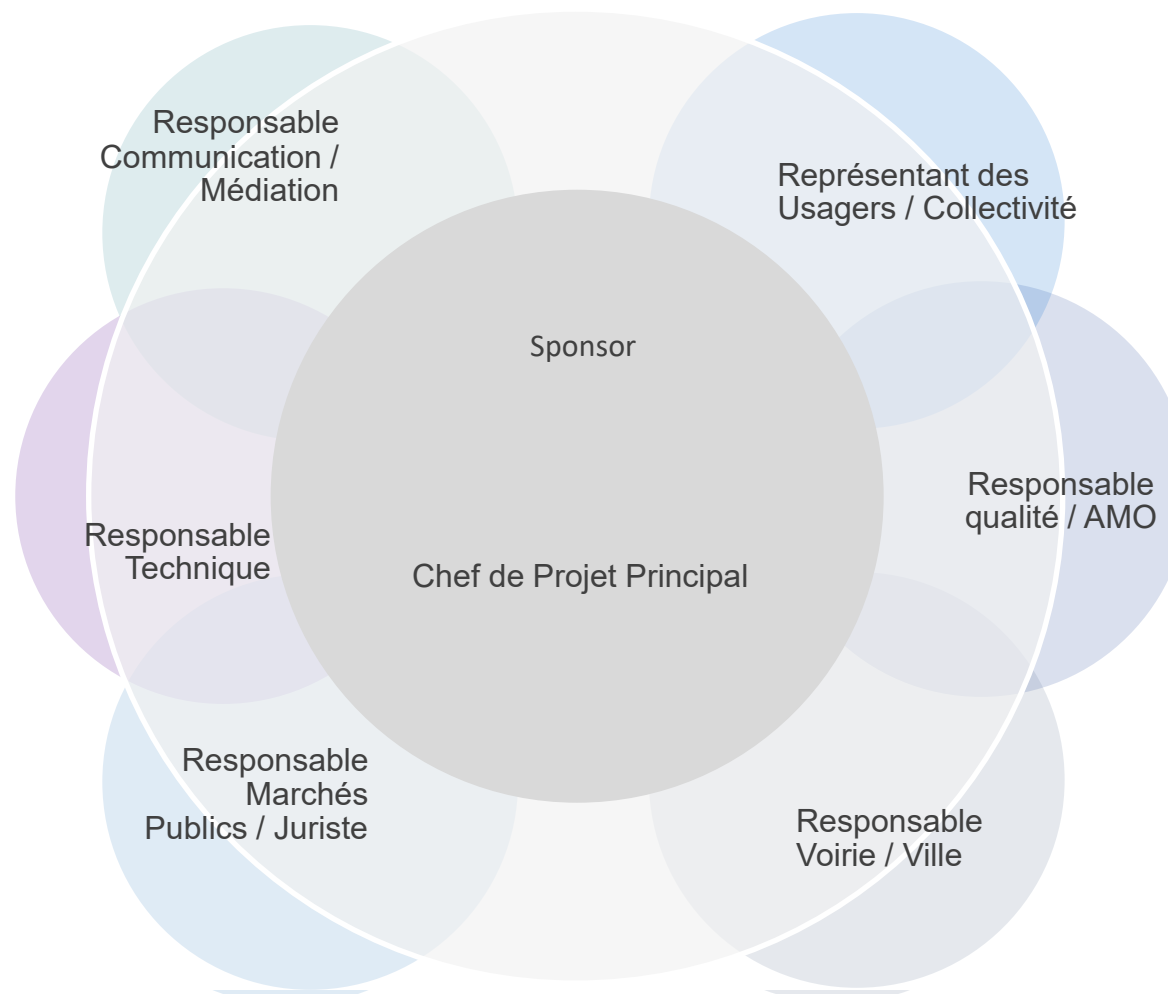 Responsable
Communication /
Médiation
Représentant des
Usagers / Collectivité
Sponsor
Responsable
qualité / AMO
Responsable
Technique
Chef de Projet Principal
Responsable
Marchés
Publics / Juriste
Responsable
Voirie / Ville